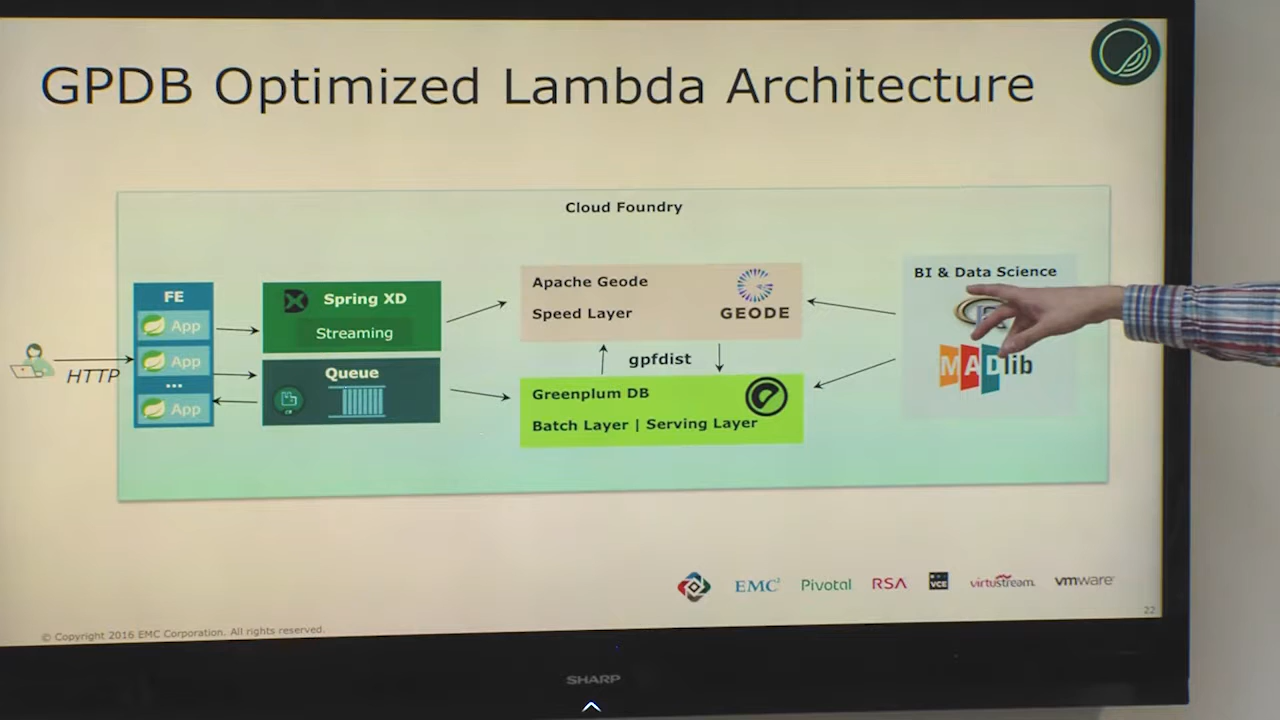 GPDB Optimized Lambda Architecture
Cloud Foundry
FE
App
App
...
App
HTTP
Spring XD
Streaming
Queue
Apache Geode
Speed Layer
GEODE
gpfdist
Greenplum DB
Batch Layer | Serving Layer
BI & Data Science
MADlib
EMC²
Pivotal
RSA
VCE
virtustream
vmware
22
© Copyright 2016 EMC Corporation. All rights reserved.
SHARP